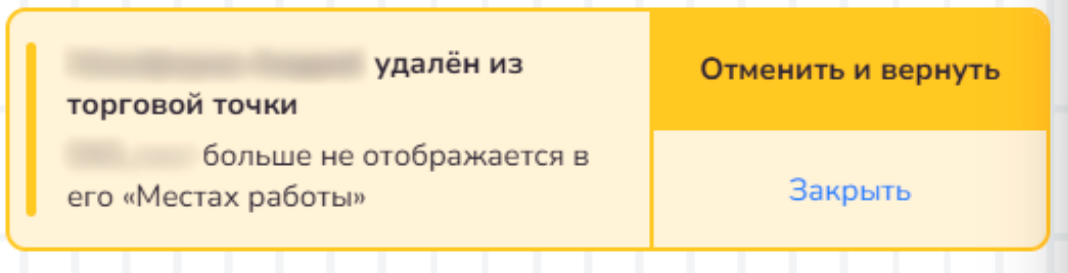 удалён из
торговой точки
больше не отображается в
его «Местах работы»
Отменить и вернуть
Закрыть